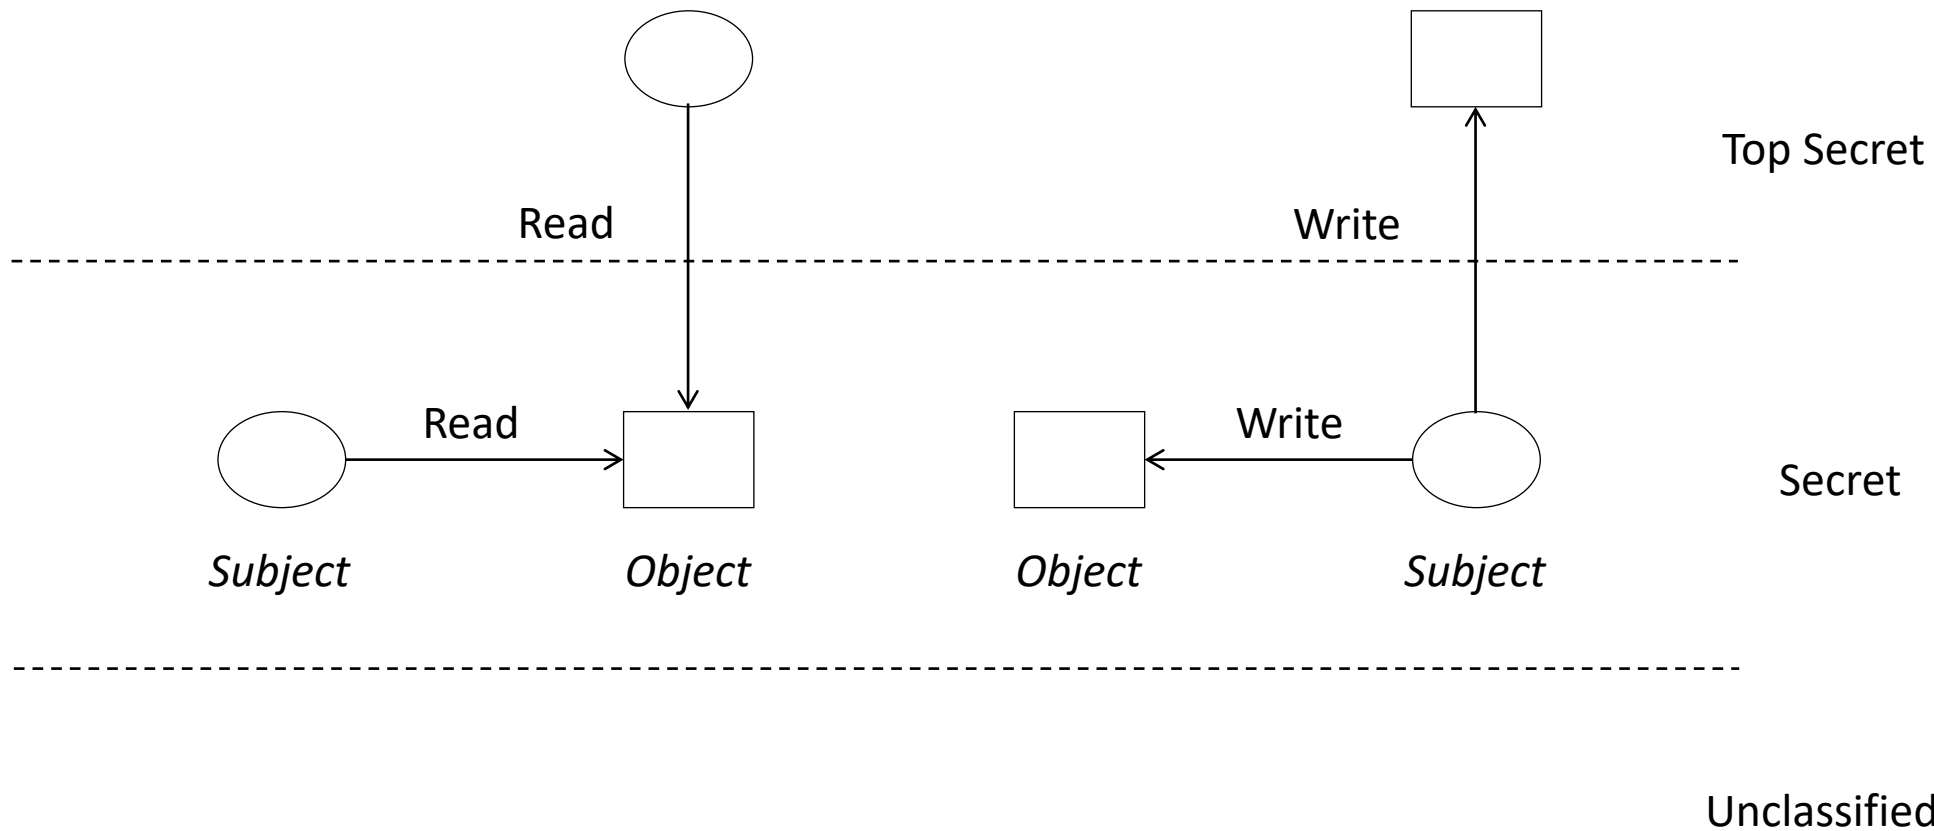 Top Secret
Read
Write
Read
Write
Secret
Subject
Object
Object
Subject
Unclassified